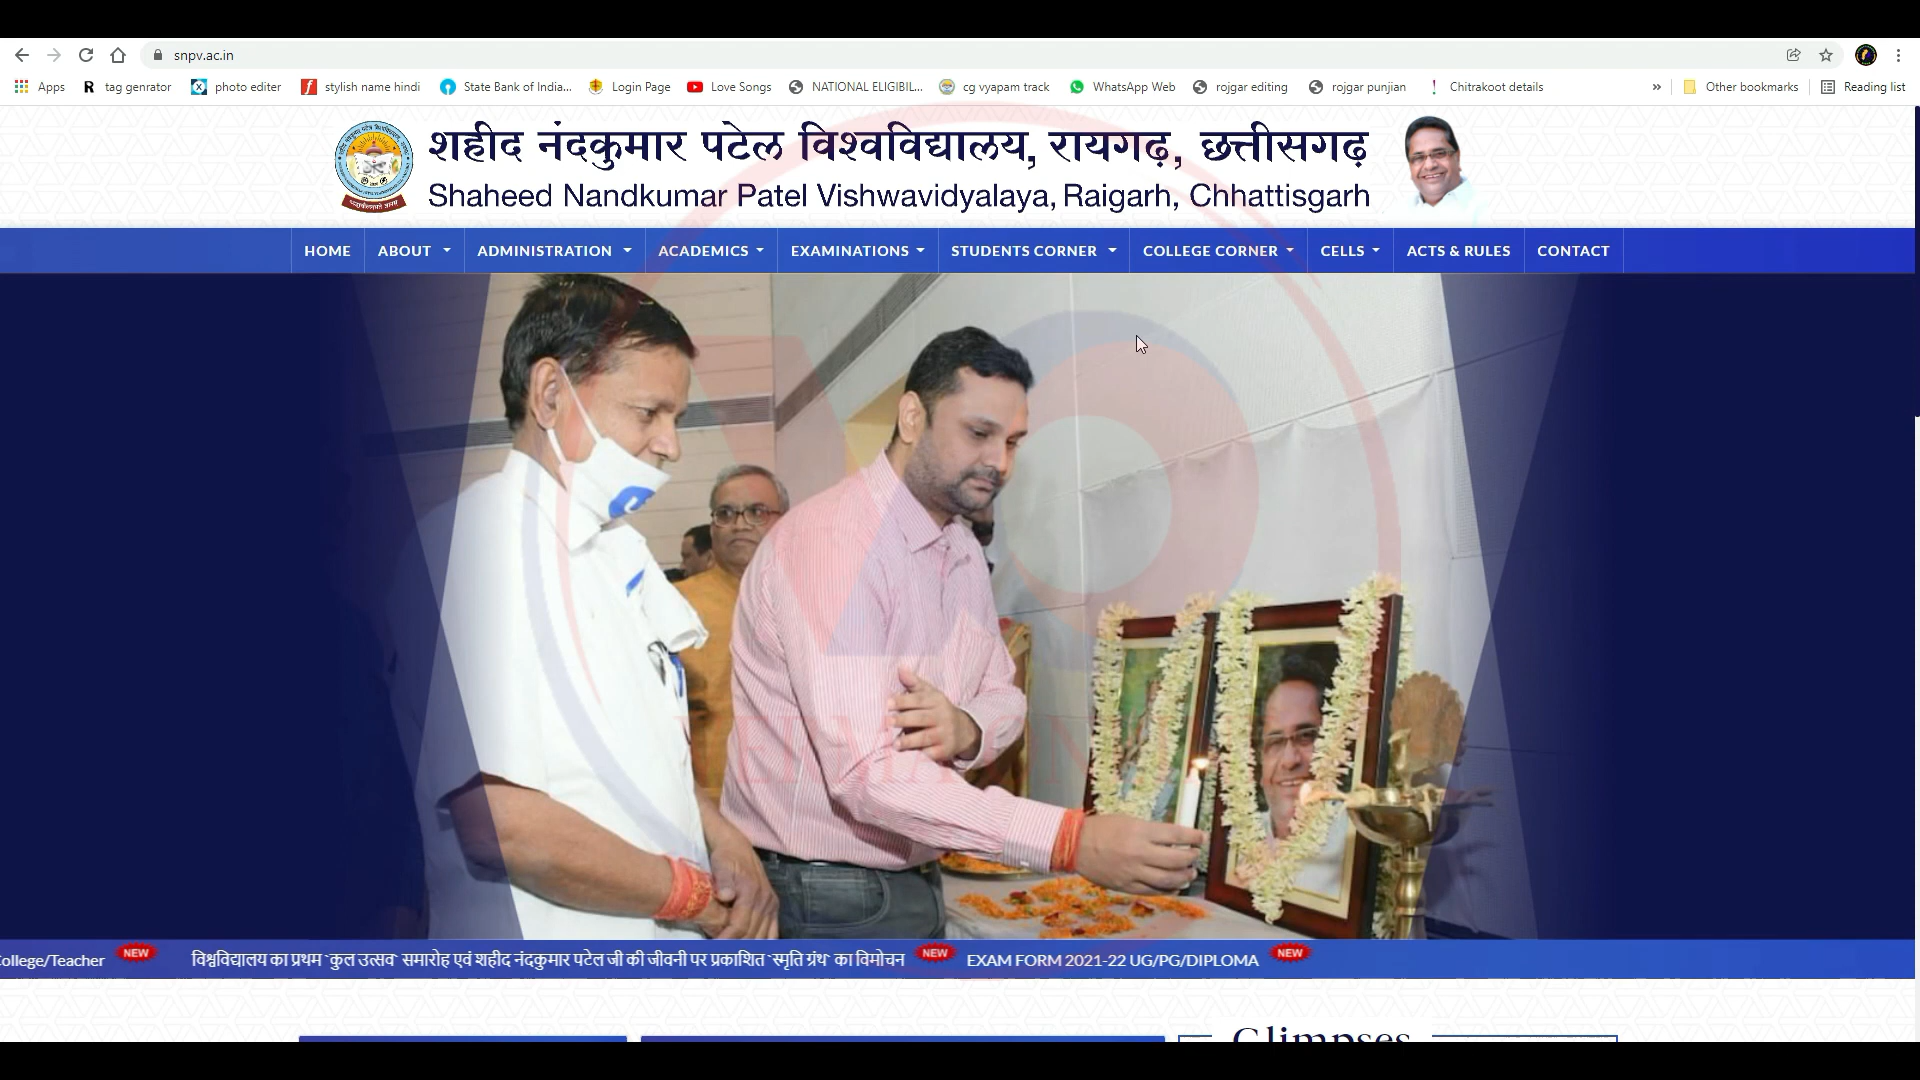 snpv.ac.in
Apps
tag genrator
photo editer
stylish name hindi
State Bank of India...
Login Page
Love Songs
NATIONAL ELIGIBIL...
cg vyapam track
WhatsApp Web
rojgar editing
rojgar punjian
Chitrakoot details
»
Other bookmarks
Reading list
शहीद नंदकुमार पटेल विश्वविद्यालय, रायगढ़, छत्तीसगढ़
Shaheed Nandkumar Patel Vishwavidyalaya, Raigarh, Chhattisgarh
HOME ABOUT ADMINISTRATION ACADEMICS EXAMINATIONS STUDENTS CORNER COLLEGE CORNER CELLS ACTS & RULES CONTACT
ollege/Teacher NEW विश्वविद्यालय का प्रथम `कुल उत्सव` समारोह एवं शहीद नंदकुमार पटेल जी की जीवनी पर प्रकाशित `स्मृति ग्रंथ` का विमोचन NEW EXAM FORM 2021-22 UG/PG/DIPLOMA NEW
Glimpses